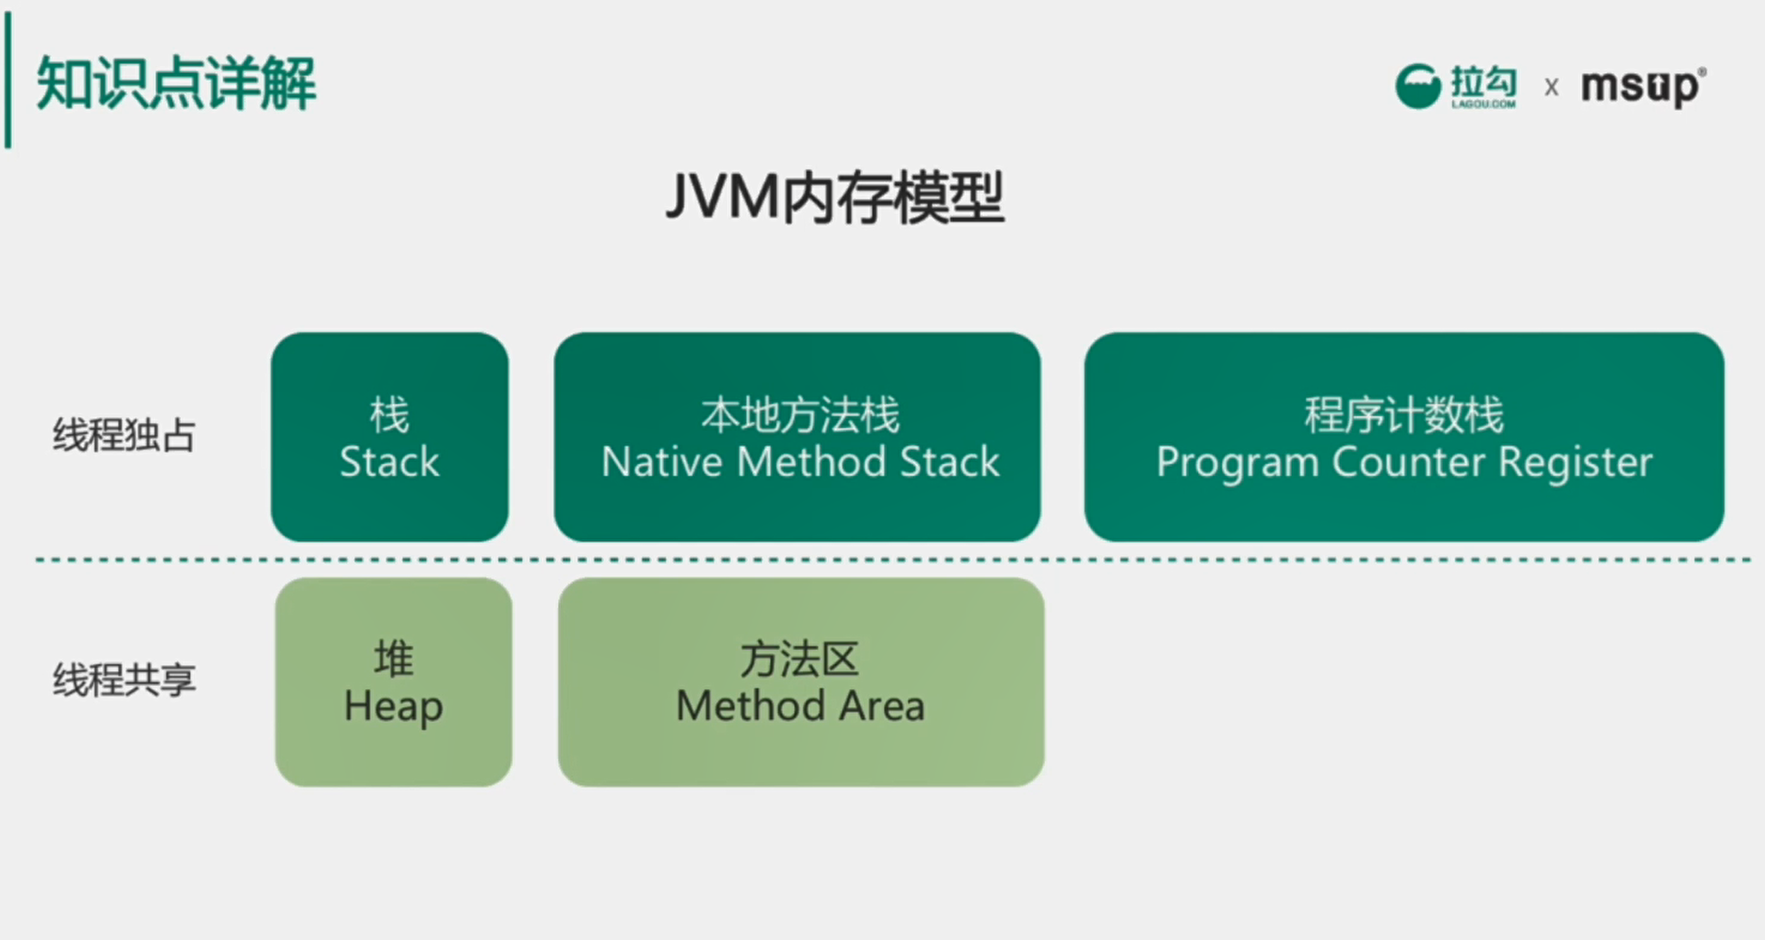 知识点详解
拉勾
LAGOU.COM
x
msup®
JVM内存模型
线程独占
栈
Stack
本地方法栈
Native Method Stack
程序计数栈
Program Counter Register
线程共享
堆
Heap
方法区
Method Area